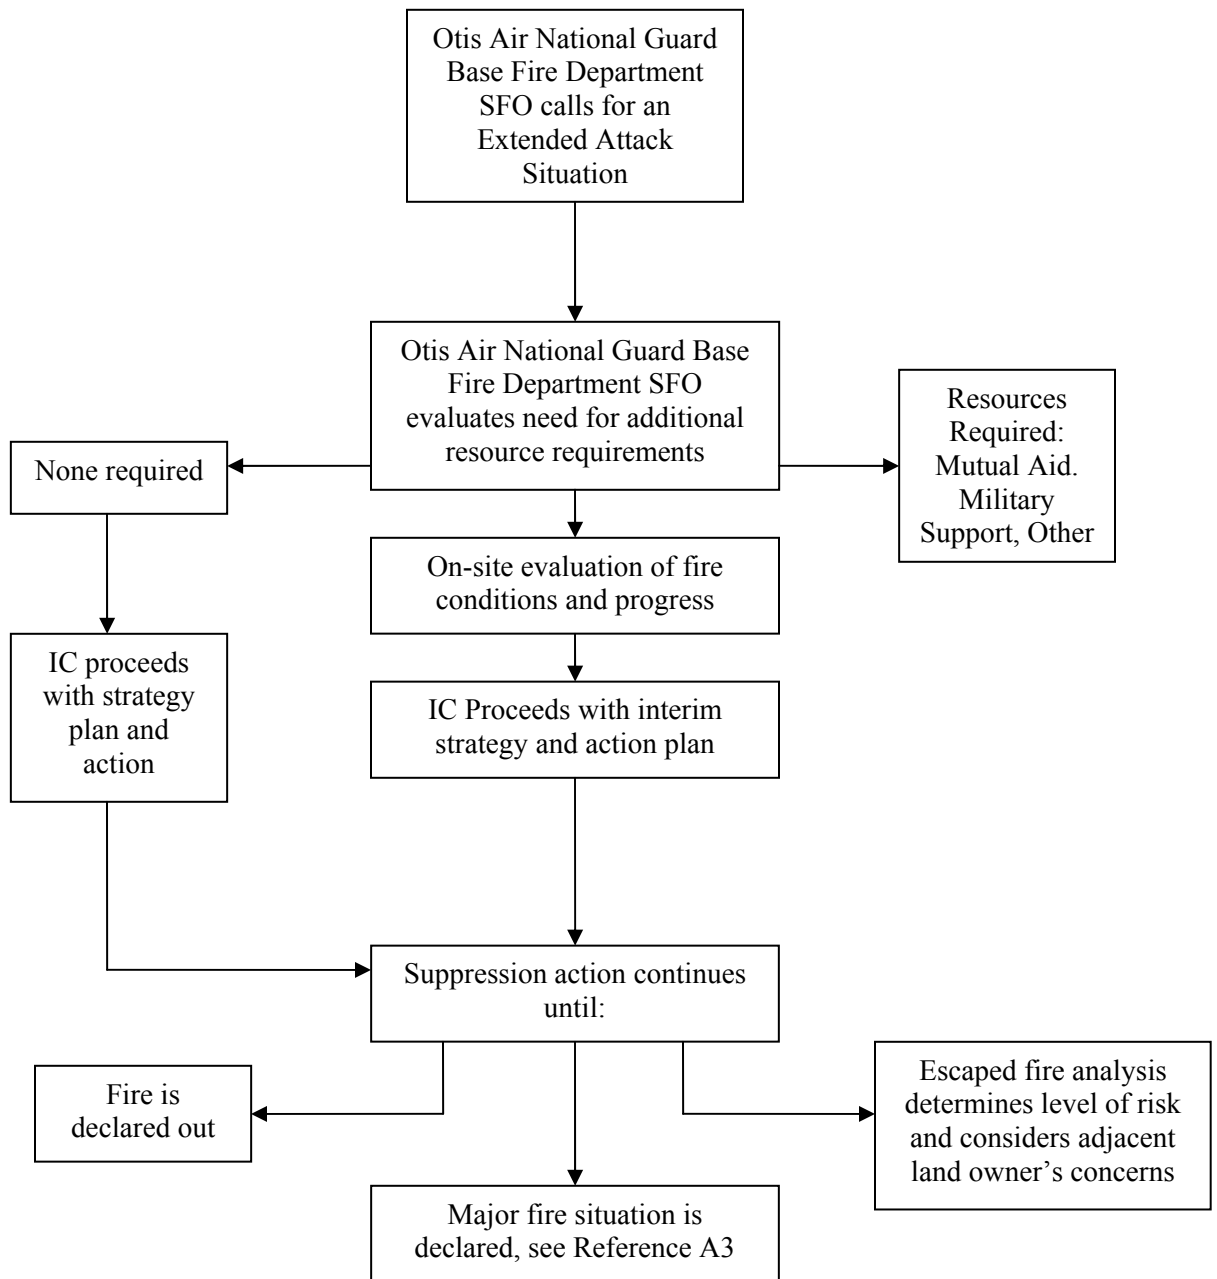 Otis Air National Guard
Base Fire Department
SFO calls for an
Extended Attack
Situation
Otis Air National Guard Base
Fire Department SFO
evaluates need for additional
resource requirements
Resources
Required:
Mutual Aid.
Military
Support, Other
None required
On-site evaluation of fire
conditions and progress
IC proceeds
with strategy
plan and
action
IC Proceeds with interim
strategy and action plan
Suppression action continues
until:
Fire is
declared out
Escaped fire analysis
determines level of risk
and considers adjacent
land owner’s concerns
Major fire situation is
declared, see Reference A3